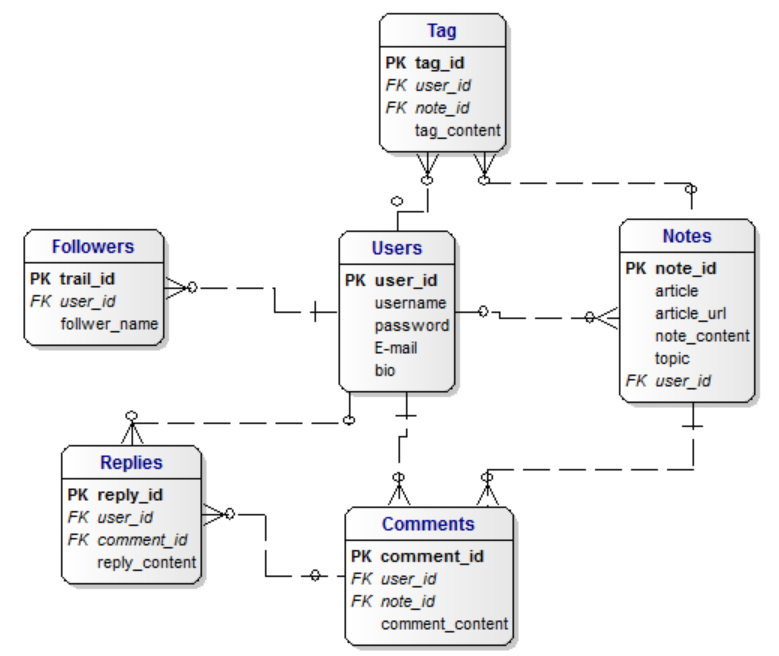 Tag
PK tag_id
FK user_id
FK note_id
tag_content
Followers
PK trail_id
FK user_id
follwer_name
Users
PK user_id
username
password
E-mail
bio
Notes
PK note_id
article
article_url
note_content
topic
FK user_id
Replies
PK reply_id
FK user_id
FK comment_id
reply_content
Comments
PK comment_id
FK user_id
FK note_id
comment_content